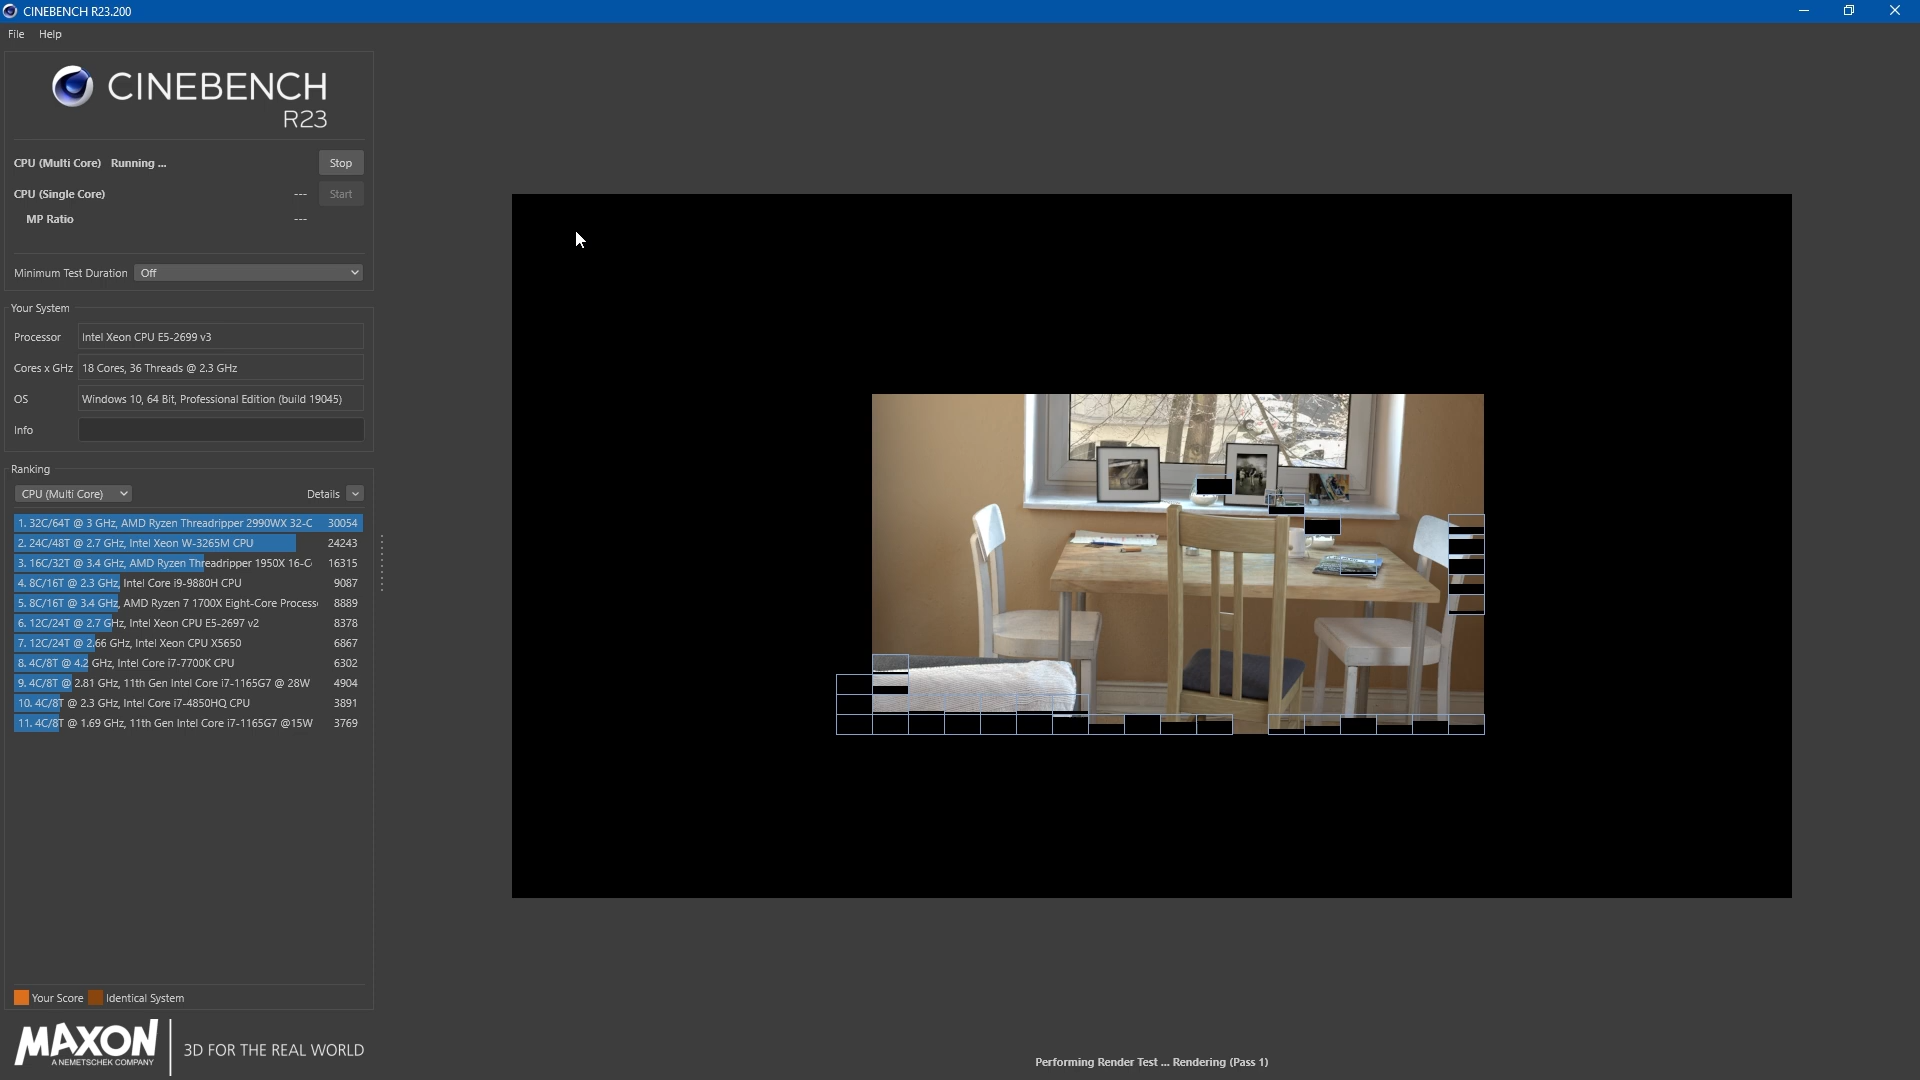 CINEBENCH R23.200
File Help
CINEBENCH
R23
CPU (Multi Core) Running ... Stop
CPU (Single Core) --- Start
MP Ratio ---
Minimum Test Duration Off
Your System
Processor Intel Xeon CPU E5-2699 v3
Cores x GHz 18 Cores, 36 Threads @ 2.3 GHz
OS Windows 10, 64 Bit, Professional Edition (build 19045)
Info
Ranking
CPU (Multi Core) Details
1. 32C/64T @ 3 GHz, AMD Ryzen Threadripper 2990WX 32-C 30054
2. 24C/48T @ 2.7 GHz, Intel Xeon W-3265M CPU 24243
3. 16C/32T @ 3.4 GHz, AMD Ryzen Threadripper 1950X 16-C 16315
4. 8C/16T @ 2.3 GHz, Intel Core i9-9880H CPU 9087
5. 8C/16T @ 3.4 GHz, AMD Ryzen 7 1700X Eight-Core Process 8889
6. 12C/24T @ 2.7 GHz, Intel Xeon CPU E5-2697 v2 8378
7. 12C/24T @ 2.66 GHz, Intel Xeon CPU X5650 6867
8. 4C/8T @ 4.2 GHz, Intel Core i7-7700K CPU 6302
9. 4C/8T @ 2.81 GHz, 11th Gen Intel Core i7-1165G7 @ 28W 4904
10. 4C/8T @ 2.3 GHz, Intel Core i7-4850HQ CPU 3891
11. 4C/8T @ 1.69 GHz, 11th Gen Intel Core i7-1165G7 @15W 3769
Your Score Identical System
MAXON
A NEMETSCHEK COMPANY
3D FOR THE REAL WORLD
Performing Render Test ... Rendering (Pass 1)